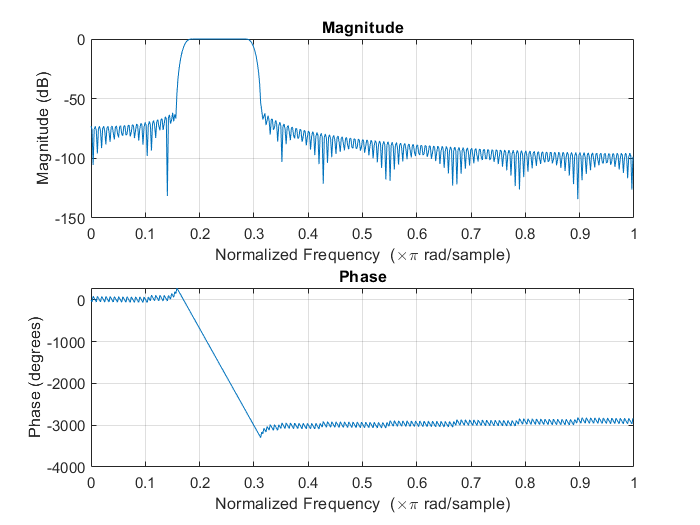 Magnitude
Magnitude (dB)
0
-50
-100
-150
0 0.1 0.2 0.3 0.4 0.5 0.6 0.7 0.8 0.9 1
Normalized Frequency (×π rad/sample)
Phase
Phase (degrees)
0
-1000
-2000
-3000
-4000
0 0.1 0.2 0.3 0.4 0.5 0.6 0.7 0.8 0.9 1
Normalized Frequency (×π rad/sample)